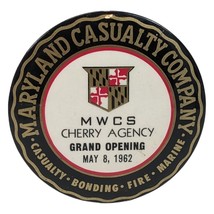 MARYLAND CASUALTY COMPANY
MWCS
CHERRY AGENCY
GRAND OPENING
MAY 8, 1962
CASUALTY · BONDING · FIRE · MARINE